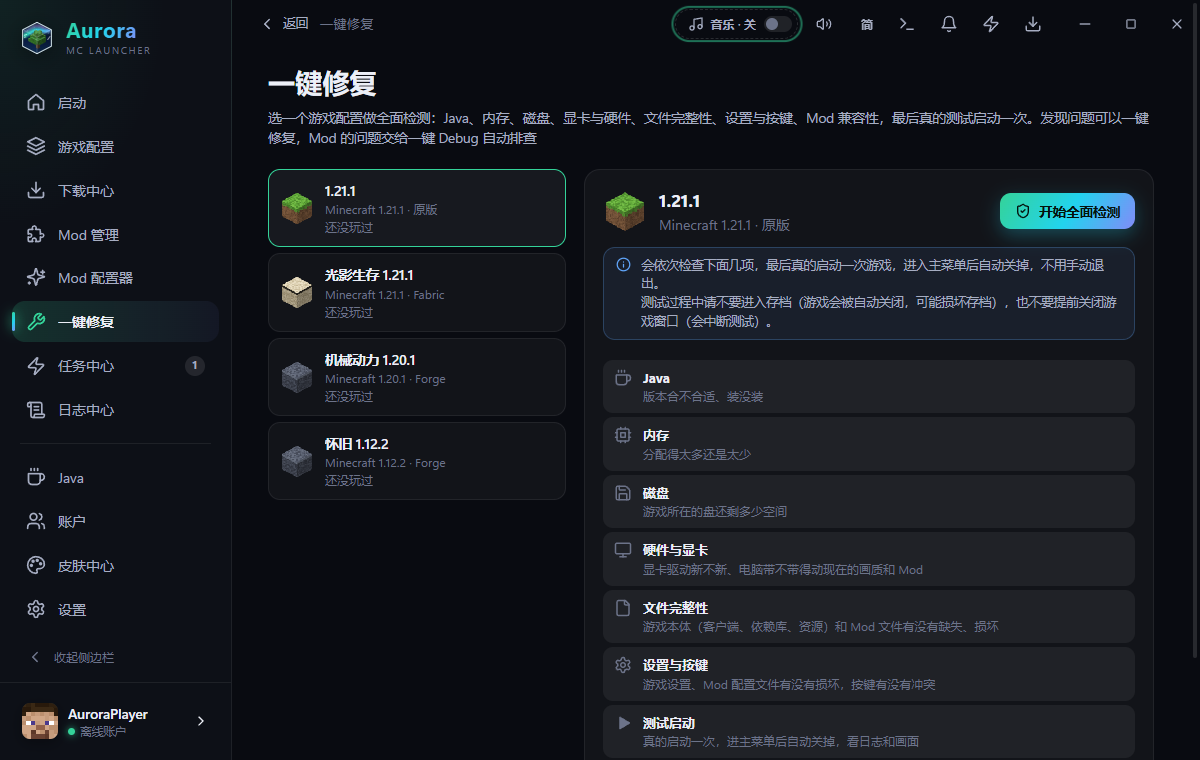 Aurora
MC LAUNCHER
启动
游戏配置
下载中心
Mod 管理
Mod 配置器
一键修复
任务中心
1
日志中心
Java
账户
皮肤中心
设置
收起侧边栏
AuroraPlayer
离线账户
返回 一键修复
音乐 · 关
简
一键修复
选一个游戏配置做全面检测：Java、内存、磁盘、显卡与硬件、文件完整性、设置与按键、Mod 兼容性，最后真的测试启动一次。发现问题可以一键
修复，Mod 的问题交给一键 Debug 自动排查
1.21.1
Minecraft 1.21.1 · 原版
还没玩过
光影生存 1.21.1
Minecraft 1.21.1 · Fabric
还没玩过
机械动力 1.20.1
Minecraft 1.20.1 · Forge
还没玩过
怀旧 1.12.2
Minecraft 1.12.2 · Forge
还没玩过
1.21.1
Minecraft 1.21.1 · 原版
开始全面检测
会依次检查下面几项，最后真的启动一次游戏，进入主菜单后自动关掉，不用手动退
出。
测试过程中请不要进入存档（游戏会被自动关闭，可能损坏存档），也不要提前关闭游
戏窗口（会中断测试）。
Java
版本合不合适、装没装
内存
分配得太多还是太少
磁盘
游戏所在的盘还剩多少空间
硬件与显卡
显卡驱动新不新、电脑带不带得动现在的画质和 Mod
文件完整性
游戏本体（客户端、依赖库、资源）和 Mod 文件有没有缺失、损坏
设置与按键
游戏设置、Mod 配置文件有没有损坏，按键有没有冲突
测试启动
真的启动一次，进主菜单后自动关掉，看日志和画面